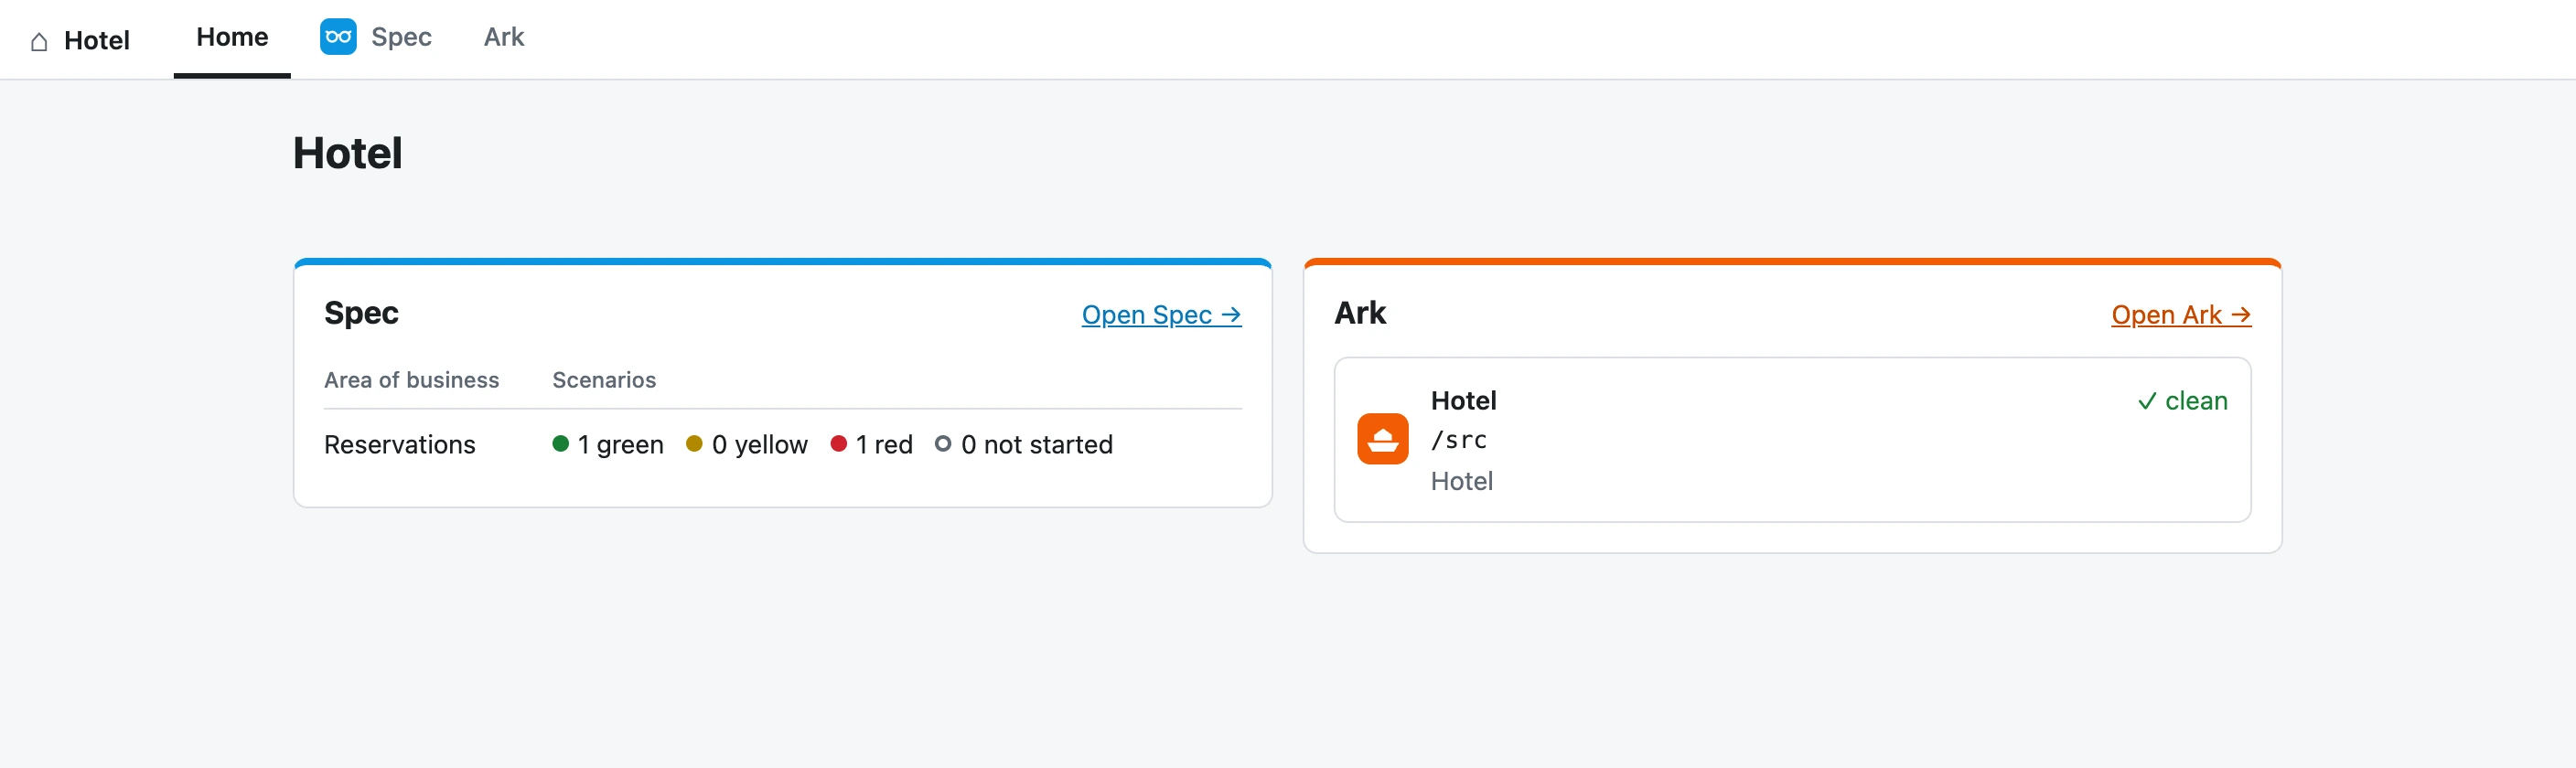 Hotel Home Spec Ark
Hotel
Spec Open Spec →
Area of business Scenarios
Reservations 1 green 0 yellow 1 red 0 not started
Ark Open Ark →
Hotel ✓ clean
/src
Hotel